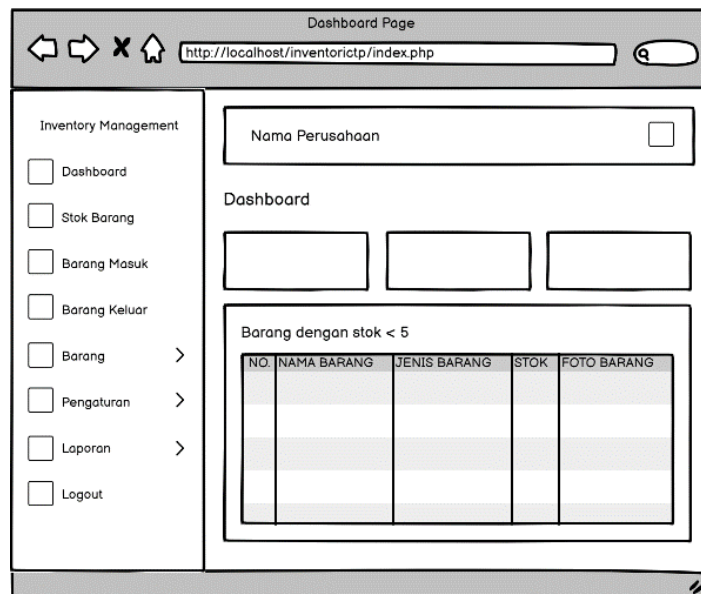 Dashboard Page
http://localhost/inventorictp/index.php
Inventory Management
Dashboard
Stok Barang
Barang Masuk
Barang Keluar
Barang
Pengaturan
Laporan
Logout
Nama Perusahaan
Dashboard
Barang dengan stok < 5
NO. NAMA BARANG JENIS BARANG STOK FOTO BARANG